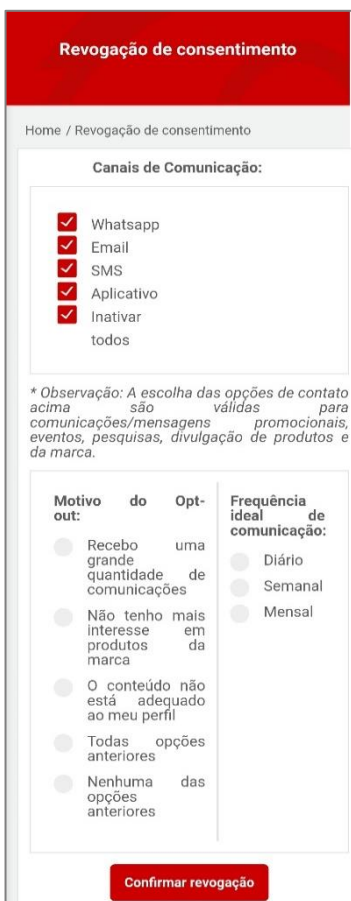 Revogação de consentimento
Home / Revogação de consentimento
Canais de Comunicação:
Whatsapp
Email
SMS
Aplicativo
Inativar
todos
* Observação: A escolha das opções de contato
acima são válidas para
comunicações/mensagens promocionais,
eventos, pesquisas, divulgação de produtos e
da marca.
Motivo do Opt-
out:
Recebo uma
grande
quantidade de
comunicações
Não tenho mais
interesse em
produtos da
marca
O conteúdo não
está adequado
ao meu perfil
Todas opções
anteriores
Nenhuma das
opções
anteriores
Frequência
ideal de
comunicação:
Diário
Semanal
Mensal
Confirmar revogação